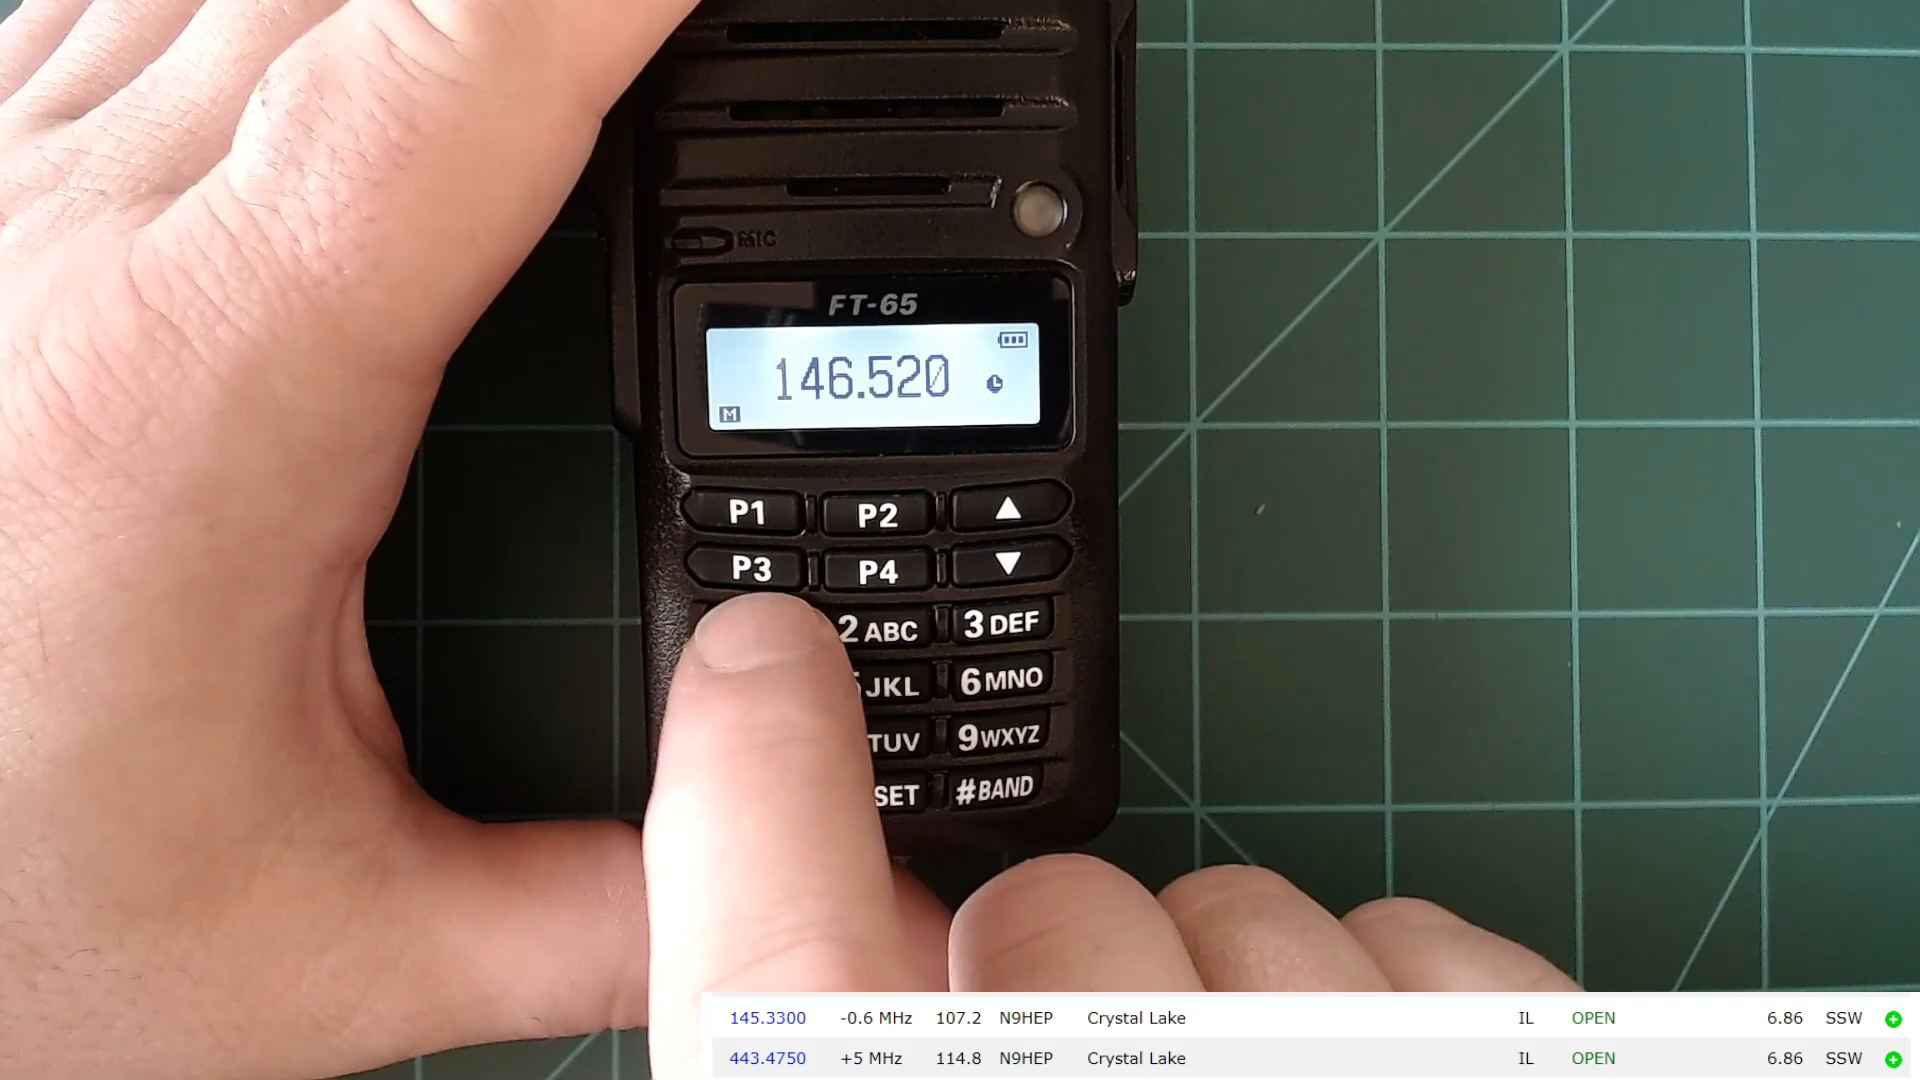 MIC
FT-65
146.520
M
P1 P2
P3 P4
2 ABC 3 DEF
JKL 6 MNO
TUV 9 WXYZ
SET #BAND
145.3300 -0.6 MHz 107.2 N9HEP Crystal Lake IL OPEN 6.86 SSW
443.4750 +5 MHz 114.8 N9HEP Crystal Lake IL OPEN 6.86 SSW